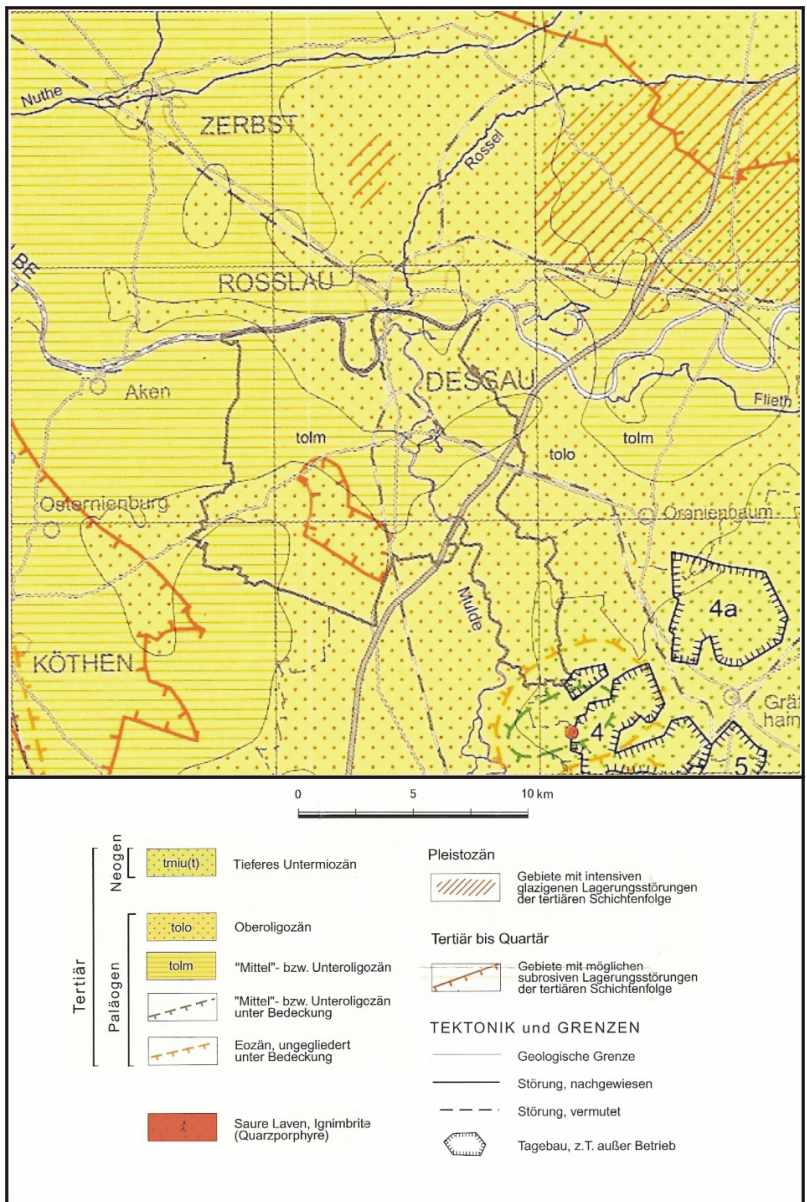 Nuthe
ZERBST
Rossel
LBE
ROSSLAU
Aken
DESSAU
Flieth
tolm
tolo
tolm
Osternienburg
Oranienbaum
4a
Mulde
KÖTHEN
4
Grä
hain
5
0 5 10 km
Tertiär
Neogen
tmiu(t) Tieferes Untermiozän
Paläogen
tolo Oberoligozän
tolm "Mittel"- bzw. Unteroligozän
"Mittel"- bzw. Unteroligozän
unter Bedeckung
Eozän, ungegliedert
unter Bedeckung
Saure Laven, Ignimbrite
(Quarzporphyre)
Pleistozän
Gebiete mit intensiven
glazigenen Lagerungsstörungen
der tertiären Schichtenfolge
Tertiär bis Quartär
Gebiete mit möglichen
subrosiven Lagerungsstörungen
der tertiären Schichtenfolge
TEKTONIK und GRENZEN
Geologische Grenze
Störung, nachgewiesen
Störung, vermutet
Tagebau, z.T. außer Betrieb